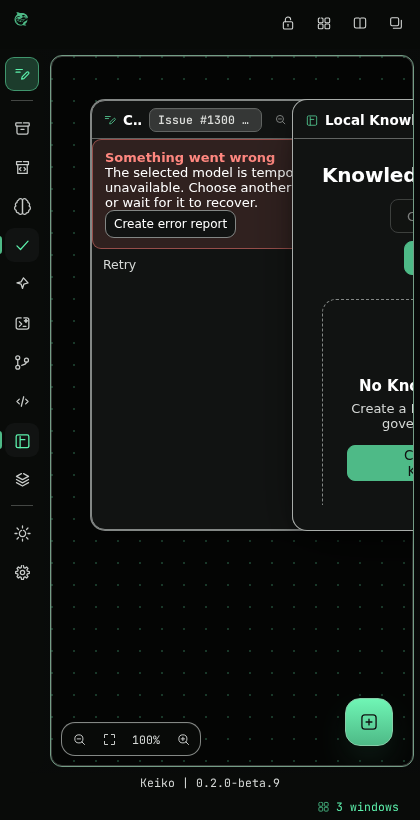 C.. Issue #1300 …
Something went wrong
The selected model is tempo
unavailable. Choose another
or wait for it to recover.
Create error report
Retry
Local Knowl
Knowled
No Kno
Create a
gove
100%
Keiko | 0.2.0-beta.9
3 windows